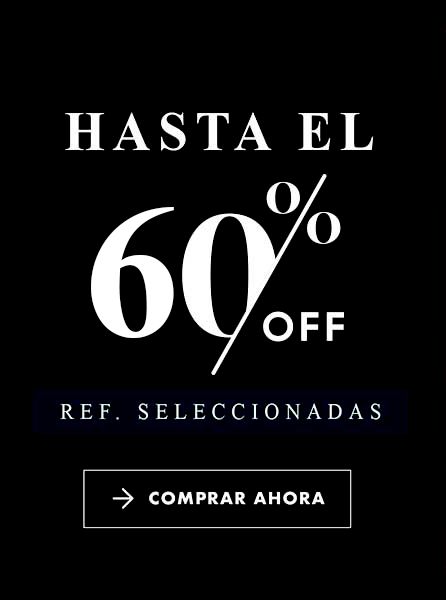 HASTA EL
60%
OFF
REF. SELECCIONADAS
→ COMPRAR AHORA